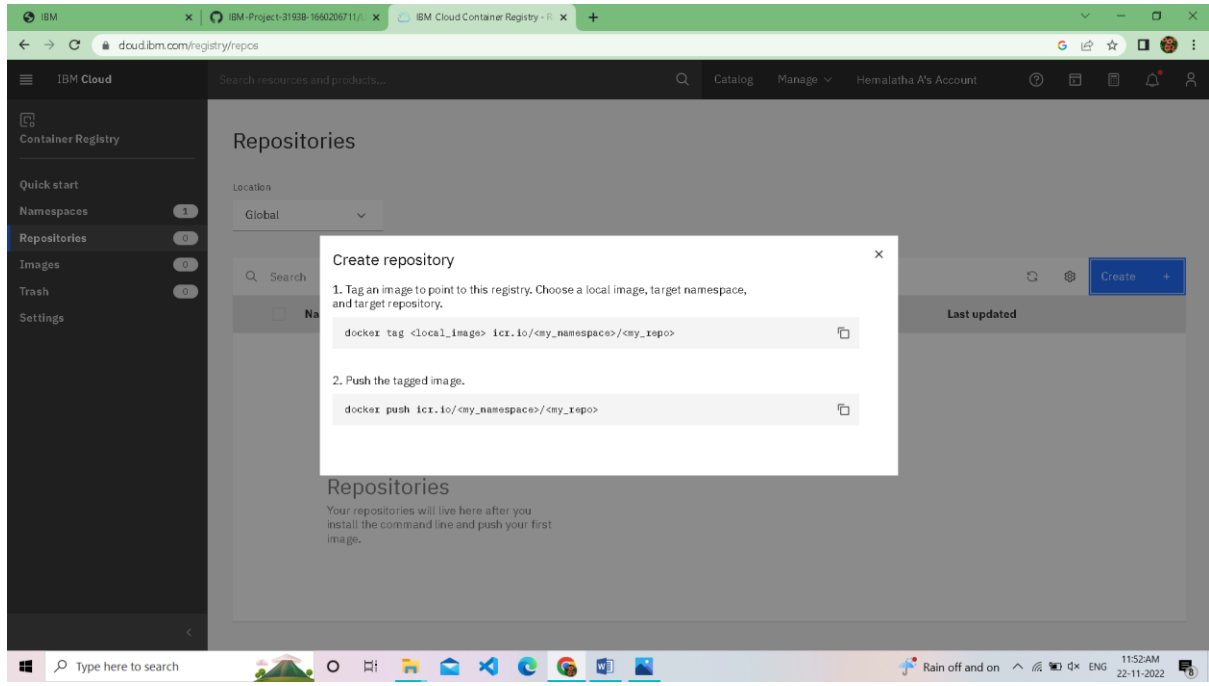 IBM
IBM-Project-31938-1660206711/
IBM Cloud Container Registry - R
cloud.ibm.com/registry/repos
IBM Cloud
Search resources and products...
Catalog
Manage
Hemalatha A's Account
Container Registry
Quick start
Namespaces 1
Repositories 0
Images 0
Trash 0
Settings
Repositories
Location
Global
Search
Create +
Na
Last updated
Create repository
1. Tag an image to point to this registry. Choose a local image, target namespace,
and target repository.
docker tag <local_image> icr.io/<my_namespace>/<my_repo>
2. Push the tagged image.
docker push icr.io/<my_namespace>/<my_repo>
Repositories
Your repositories will live here after you
install the command line and push your first
image.
Type here to search
Rain off and on
ENG
11:52AM
22-11-2022
8